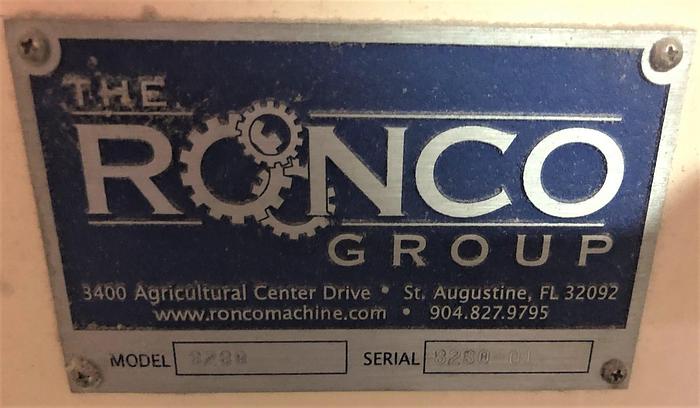 THE
RONCO
GROUP
3400 Agricultural Center Drive • St. Augustine, FL 32092
www.roncomachine.com • 904.827.9795
MODEL SERIAL